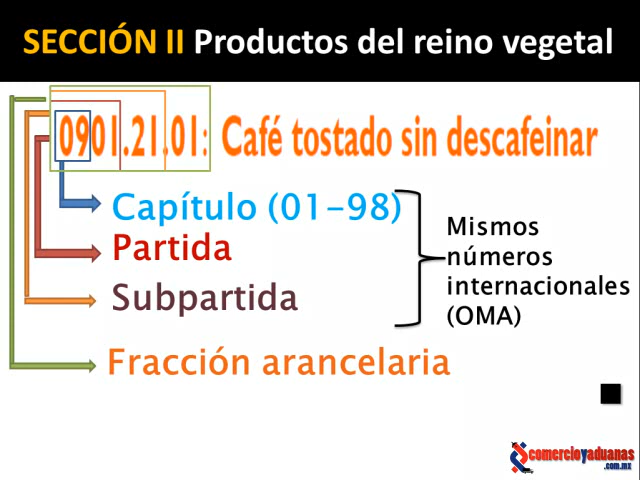 SECCIÓN II Productos del reino vegetal
0901.21.01: Café tostado sin descafeinar
Capítulo (01-98)
Partida
Subpartida
Mismos
números
internacionales
(OMA)
Fracción arancelaria
comercioyaduanas
.com.mx